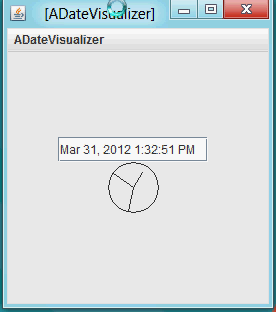 [ADateVisualizer]
ADateVisualizer
Mar 31, 2012 1:32:51 PM